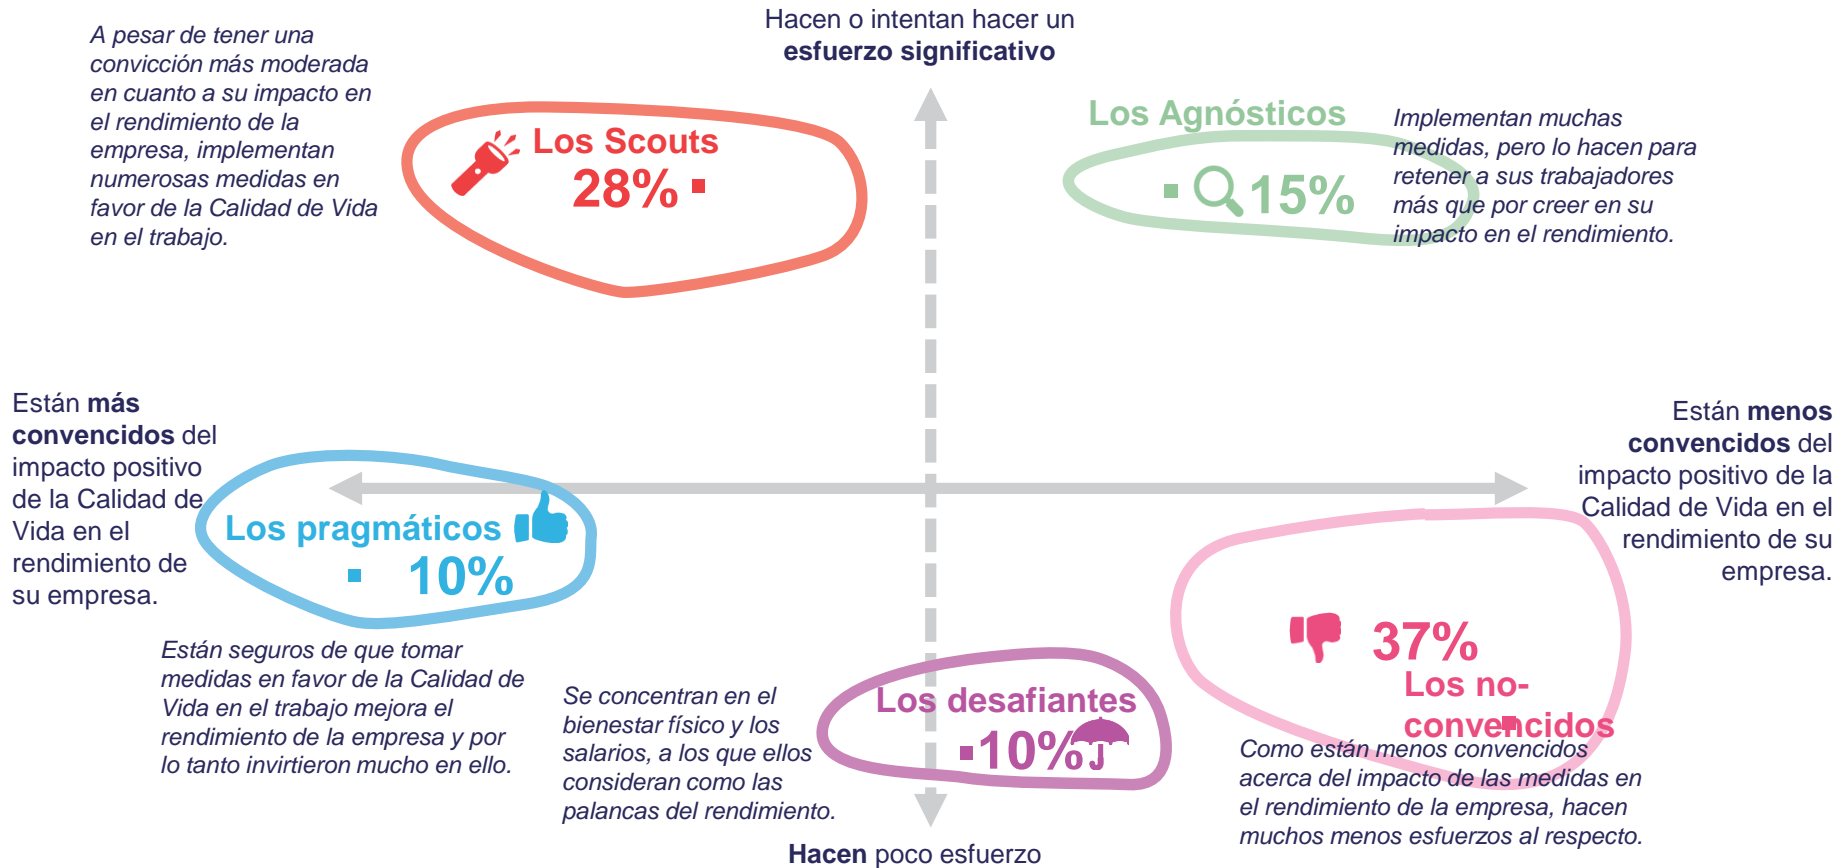 Hacen o intentan hacer un
esfuerzo significativo
A pesar de tener una
convicción más moderada
en cuanto a su impacto en
el rendimiento de la
empresa, implementan
numerosas medidas en
favor de la Calidad de Vida
en el trabajo.
Los Scouts
28%
Los Agnósticos
15%
Implementan muchas
medidas, pero lo hacen para
retener a sus trabajadores
más que por creer en su
impacto en el rendimiento.
Están más
convencidos del
impacto positivo
de la Calidad de
Vida en el
rendimiento de
su empresa.
Están menos
convencidos del
impacto positivo de la
Calidad de Vida en el
rendimiento de su
empresa.
Los pragmáticos
10%
Están seguros de que tomar
medidas en favor de la Calidad de
Vida en el trabajo mejora el
rendimiento de la empresa y por
lo tanto invirtieron mucho en ello.
Se concentran en el
bienestar físico y los
salarios, a los que ellos
consideran como las
palancas del rendimiento.
Los desafiantes
10%
37%
Los no-
convencidos
Como están menos convencidos
acerca del impacto de las medidas en
el rendimiento de la empresa, hacen
muchos menos esfuerzos al respecto.
Hacen poco esfuerzo